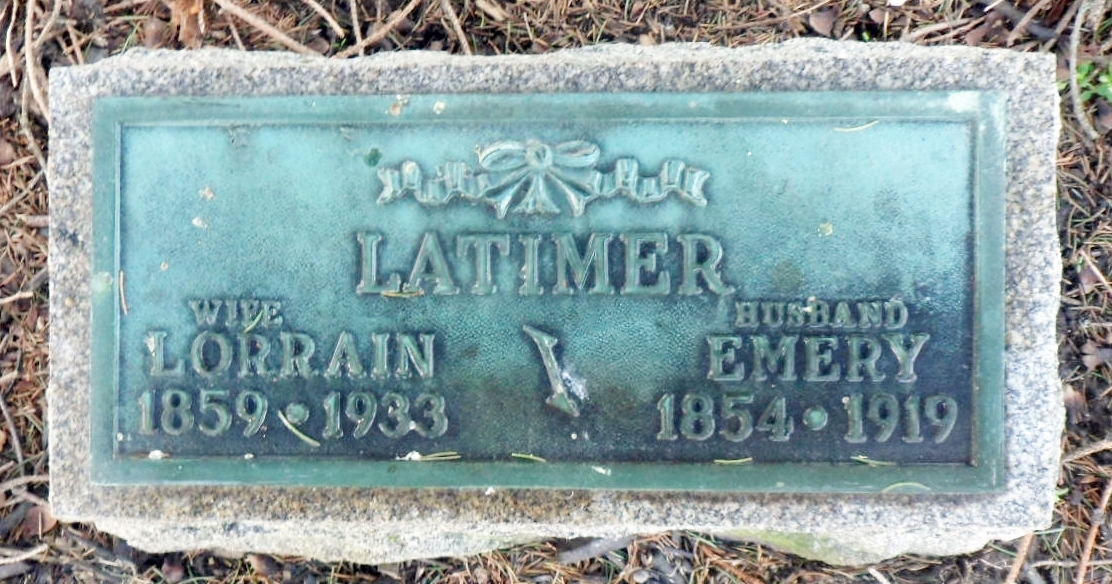 LATIMER
WIFE HUSBAND
LORRAIN EMERY
1859 • 1933 1854 • 1919